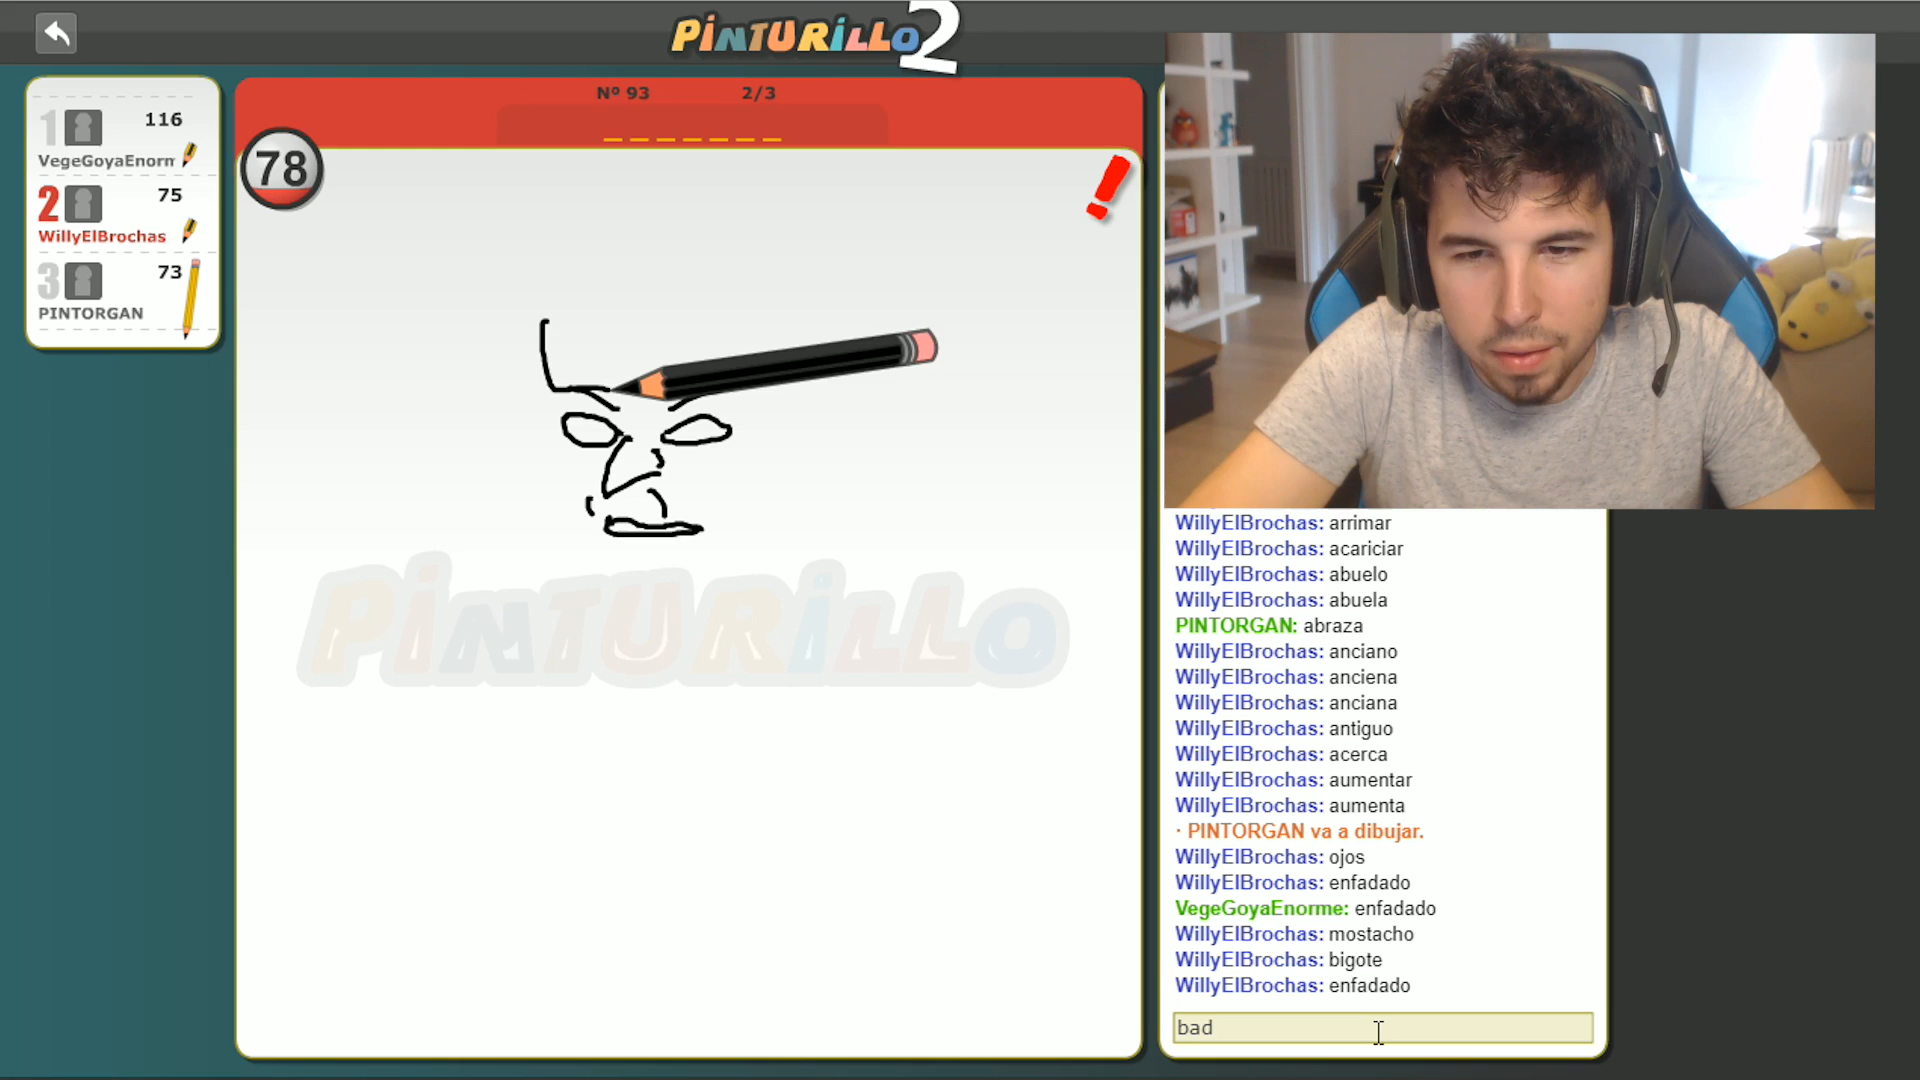 PINTURILLO 2
Nº 93 2/3
78
1 116
VegeGoyaEnorm
2 75
WillyElBrochas
3 73
PINTORGAN
PINTURILLO
WillyElBrochas: arrimar
WillyElBrochas: acariciar
WillyElBrochas: abuelo
WillyElBrochas: abuela
PINTORGAN: abraza
WillyElBrochas: anciano
WillyElBrochas: anciena
WillyElBrochas: anciana
WillyElBrochas: antiguo
WillyElBrochas: acerca
WillyElBrochas: aumentar
WillyElBrochas: aumenta
· PINTORGAN va a dibujar.
WillyElBrochas: ojos
WillyElBrochas: enfadado
VegeGoyaEnorme: enfadado
WillyElBrochas: mostacho
WillyElBrochas: bigote
WillyElBrochas: enfadado
bad